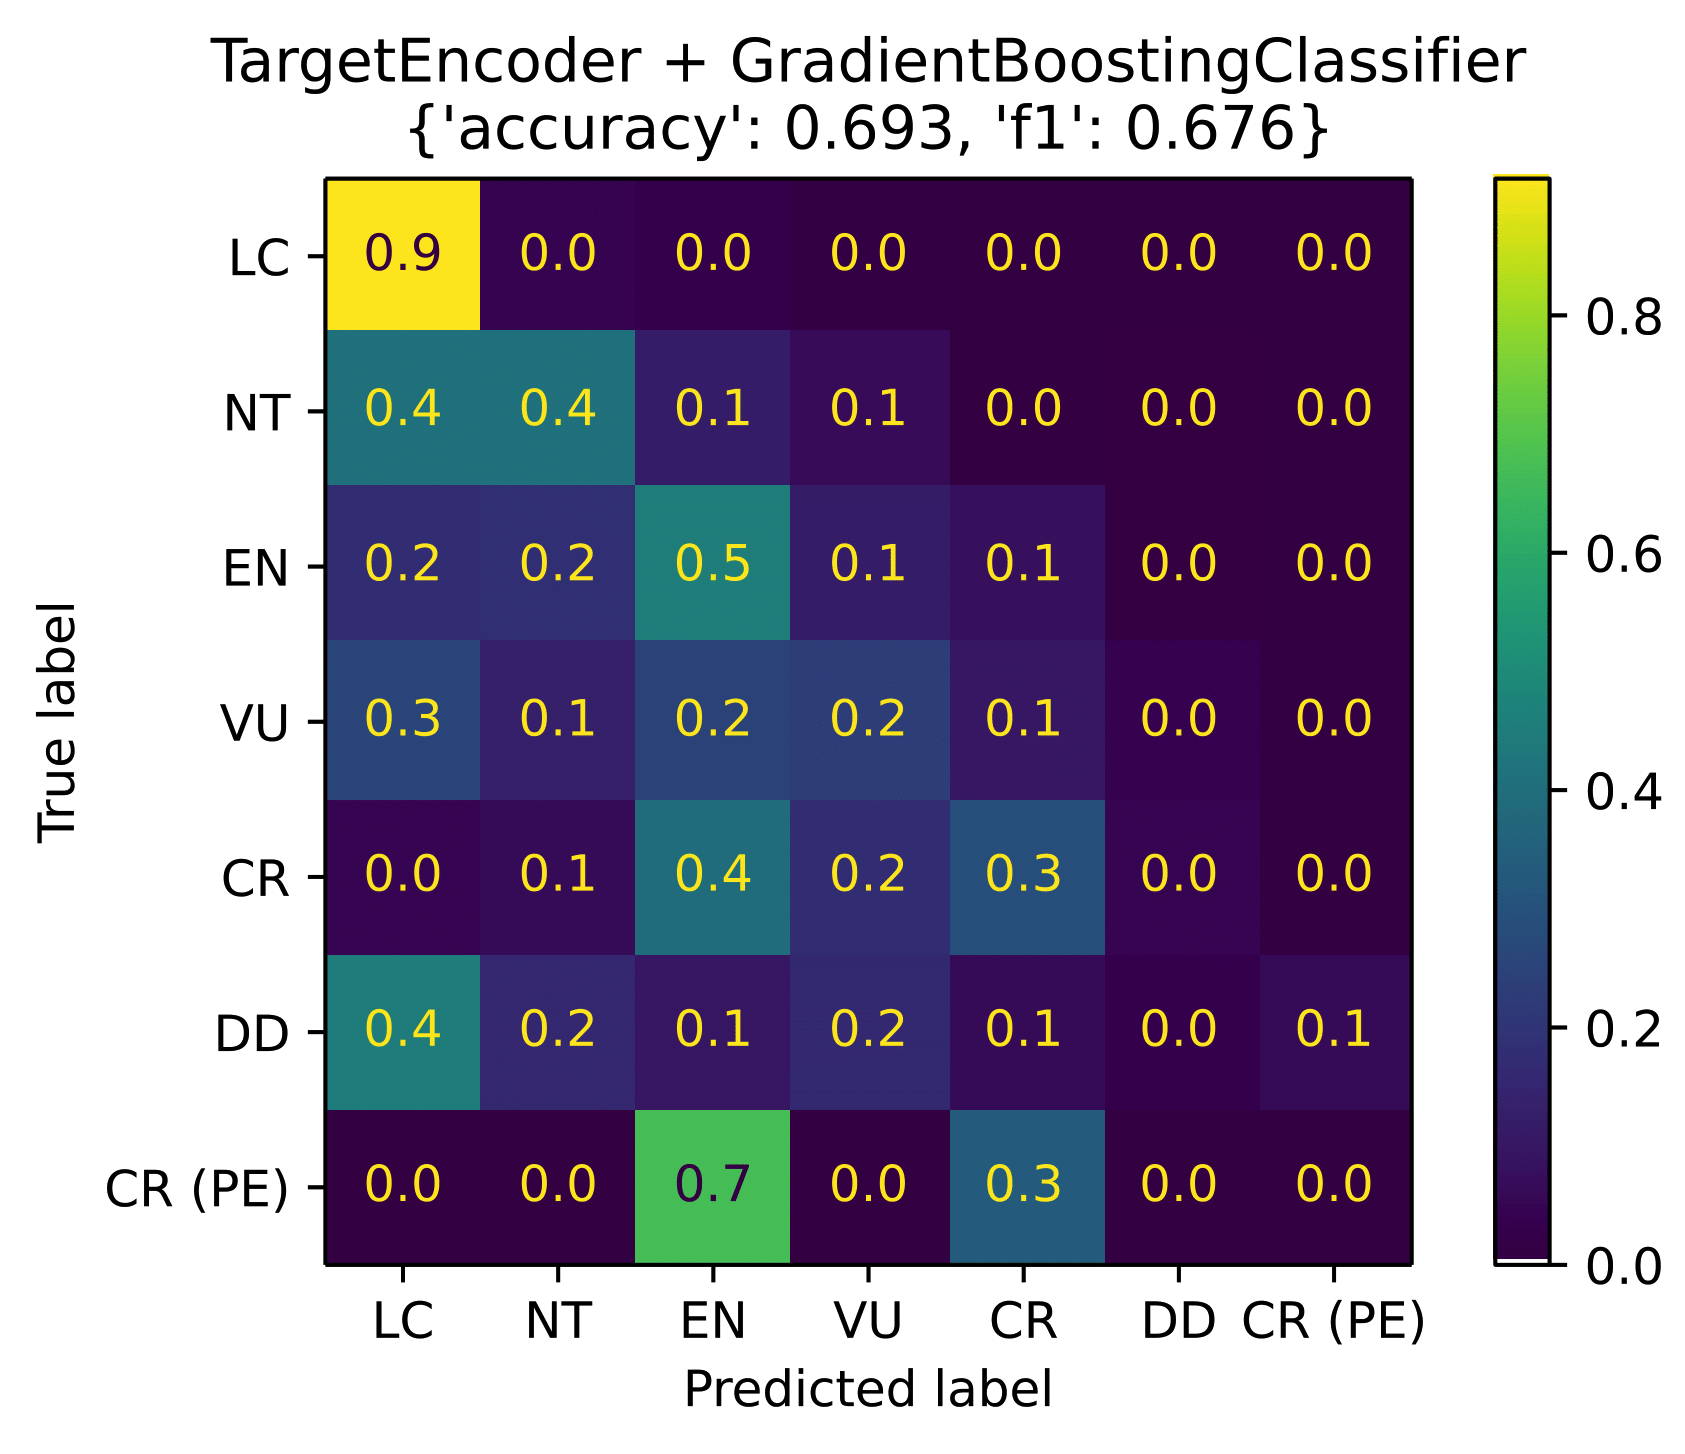 TargetEncoder + GradientBoostingClassifier
{'accuracy': 0.693, 'f1': 0.676}
LC 0.9 0.0 0.0 0.0 0.0 0.0 0.0
NT 0.4 0.4 0.1 0.1 0.0 0.0 0.0
EN 0.2 0.2 0.5 0.1 0.1 0.0 0.0
VU 0.3 0.1 0.2 0.2 0.1 0.0 0.0
CR 0.0 0.1 0.4 0.2 0.3 0.0 0.0
DD 0.4 0.2 0.1 0.2 0.1 0.0 0.1
CR (PE) 0.0 0.0 0.7 0.0 0.3 0.0 0.0
LC NT EN VU CR DD CR (PE)
Predicted label
True label
0.8
0.6
0.4
0.2
0.0